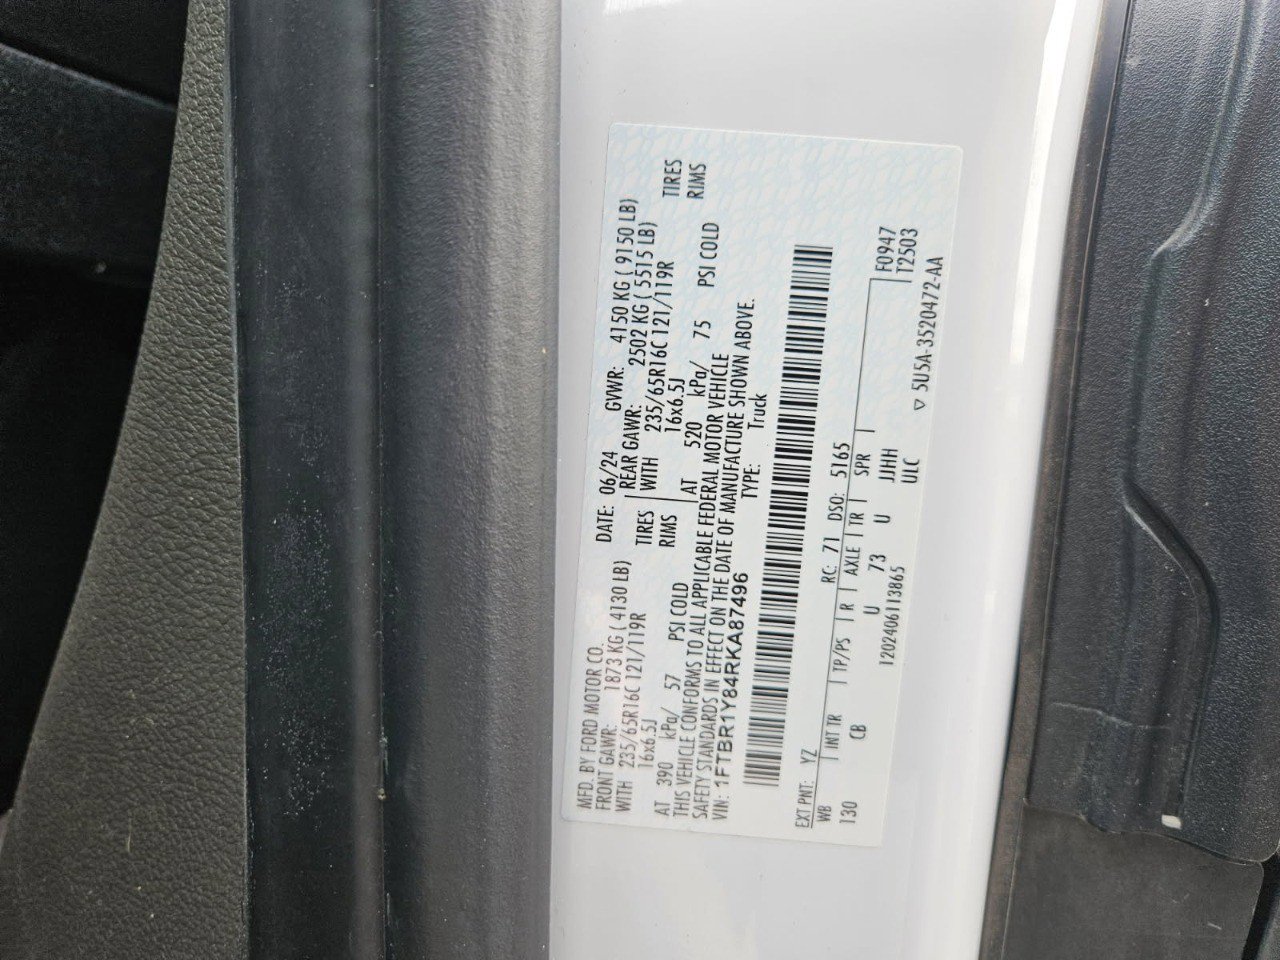 MFD. BY FORD MOTOR CO. DATE: 06/24 GVWR: 4150 KG ( 9150 LB)
FRONT GAWR: 1873 KG ( 4130 LB) REAR GAWR: 2502 KG ( 5515 LB)
WITH 235/65R16C 121/119R TIRES WITH 235/65R16C 121/119R TIRES
16x6.5J RIMS 16x6.5J RIMS
AT 390 kPa/ 57 PSI COLD AT 520 kPa/ 75 PSI COLD
THIS VEHICLE CONFORMS TO ALL APPLICABLE FEDERAL MOTOR VEHICLE
SAFETY STANDARDS IN EFFECT ON THE DATE OF MANUFACTURE SHOWN ABOVE.
VIN: 1FTBR1Y84RKA87496 TYPE: Truck
EXT PNT: YZ RC: 71 DSO: 5165
WB INT TR TP/PS R AXLE TR SPR
130 CB U 73 U JJHH F0947
1202406113865 ULC T2503
▽ 5U5A-3520472-AA